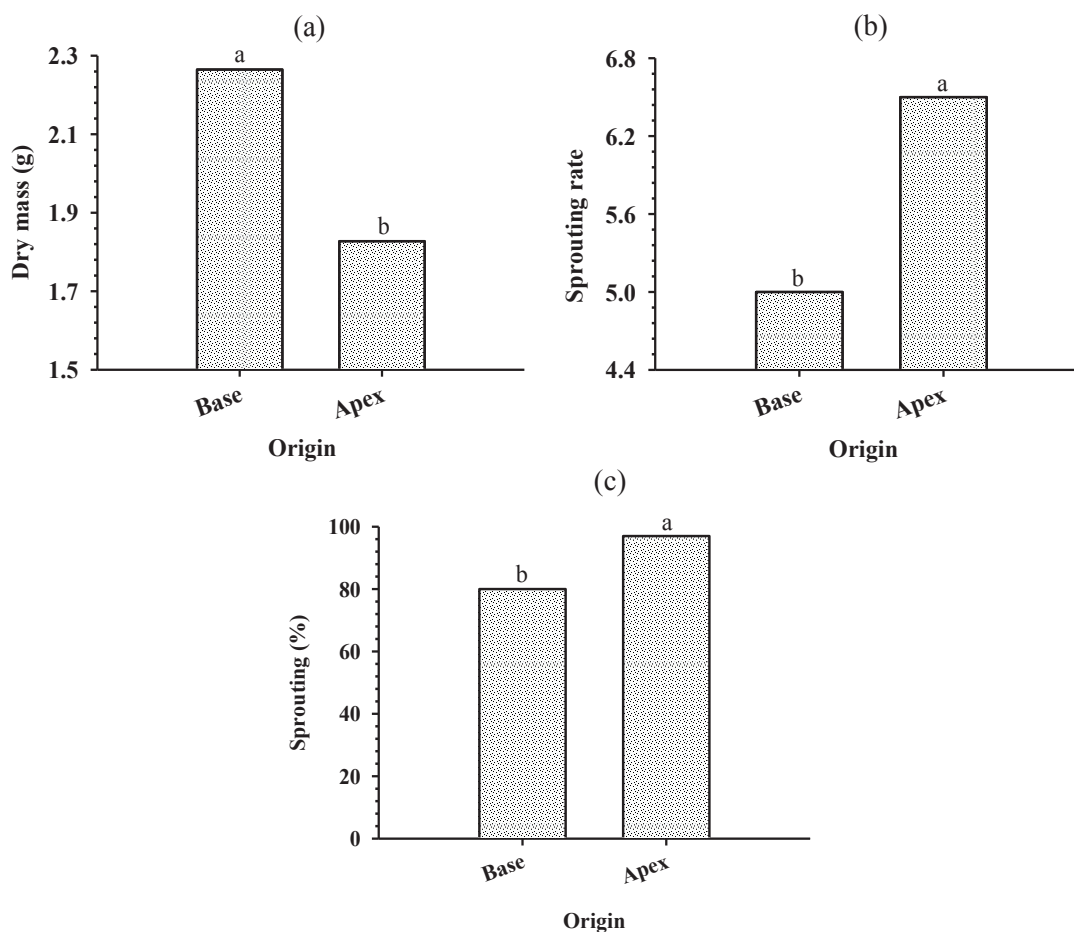 (a)
2.3
2.1
1.9
1.7
1.5
Dry mass (g)
a
b
Base
Apex
Origin
(b)
6.8
6.2
5.6
5.0
4.4
Sprouting rate
b
a
Base
Apex
Origin
(c)
100
80
60
40
20
0
Sprouting (%)
b
a
Base
Apex
Origin